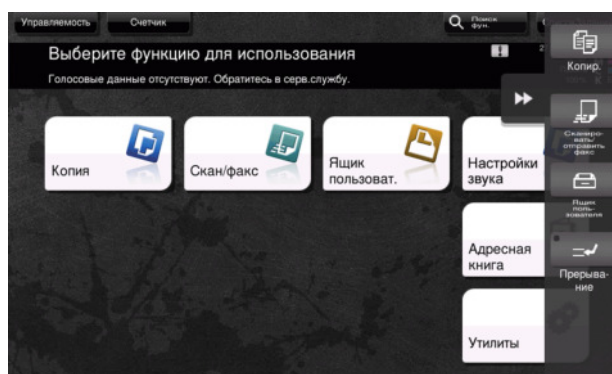 Управляемость
Счетчик
Поиск
фун.
Выберите функцию для использования
Голосовые данные отсутствуют. Обратитесь в серв.службу.
Копир.
Сканиро-
вать/
отправить
факс
Копия
Скан/факс
Ящик
пользоват.
Настройки
звука
Ящик
поль-
зователя
Адресная
книга
Прерыва-
ние
Утилиты